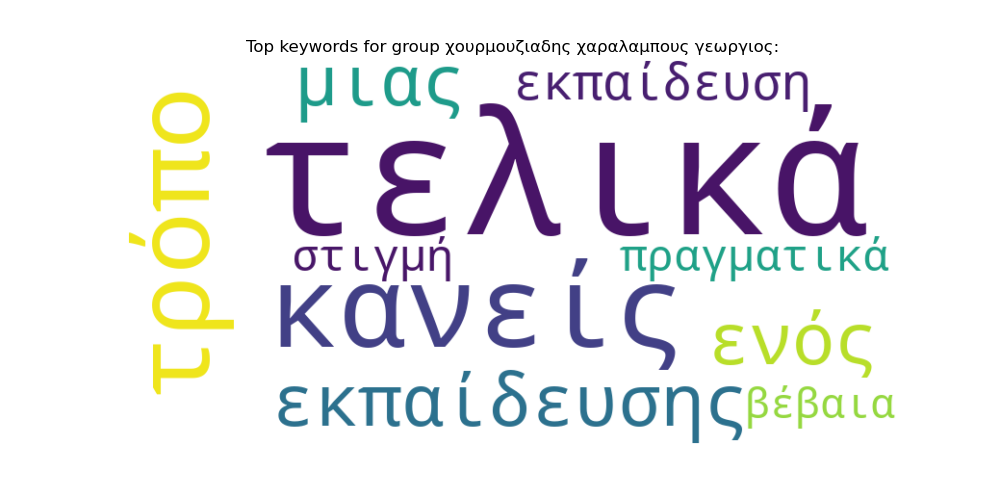 Top keywords for group χουρμουζιαδης χαραλαμπους γεωργιος:
μιας
εκπαίδευση
τρόπο
τελικά
στιγμή
πραγματικά
κανείς
ενός
εκπαίδευσης
βέβαια